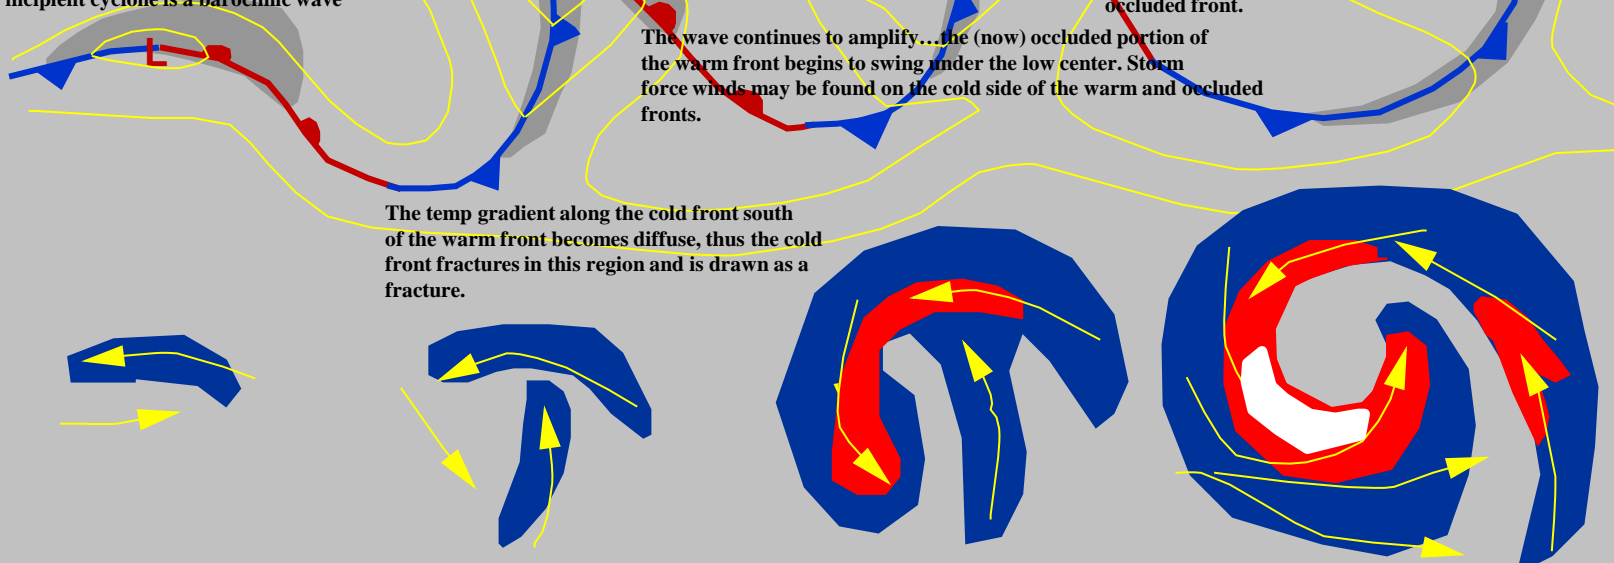 incipient cyclone is a baroclinic wave
occluded front.
L
The wave continues to amplify…the (now) occluded portion of
the warm front begins to swing under the low center. Storm
force winds may be found on the cold side of the warm and occluded
fronts.
The temp gradient along the cold front south
of the warm front becomes diffuse, thus the cold
front fractures in this region and is drawn as a
fracture.